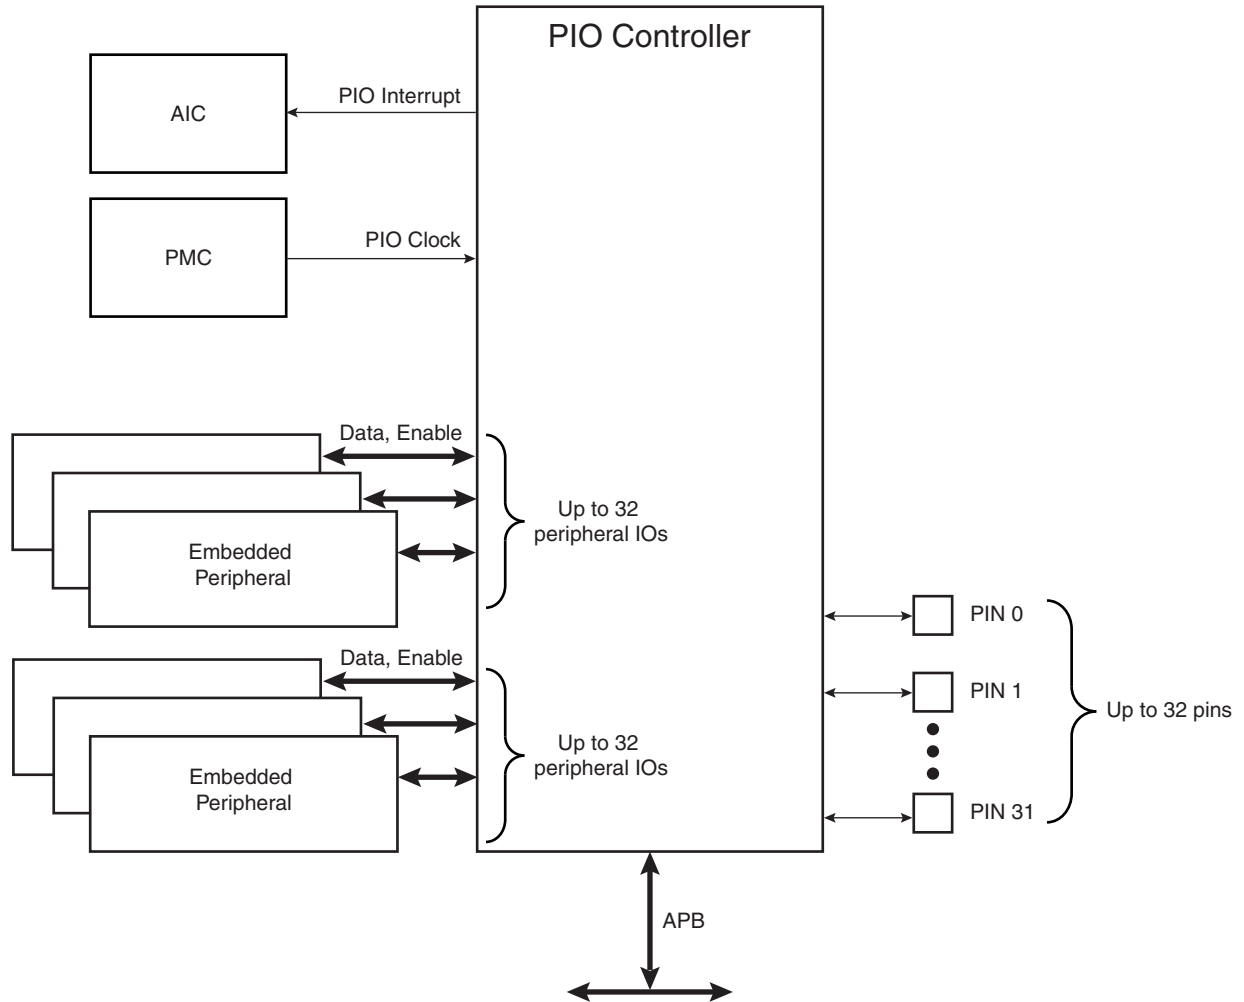 PIO Controller
PIO Interrupt
AIC
PIO Clock
PMC
Data, Enable
Up to 32
peripheral IOs
Embedded
Peripheral
PIN 0
Data, Enable
PIN 1
Up to 32 pins
Up to 32
peripheral IOs
Embedded
Peripheral
PIN 31
APB